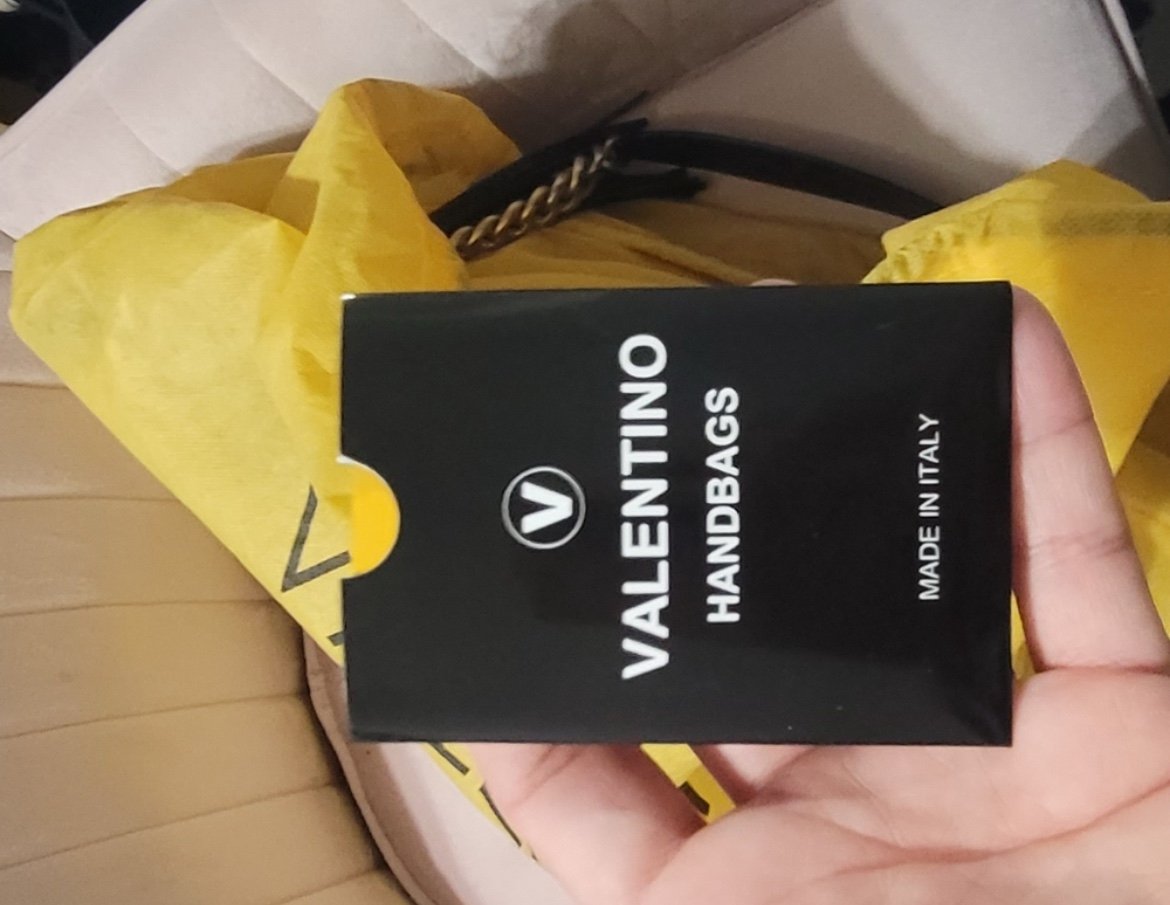 V
VALENTINO
HANDBAGS
MADE IN ITALY
V